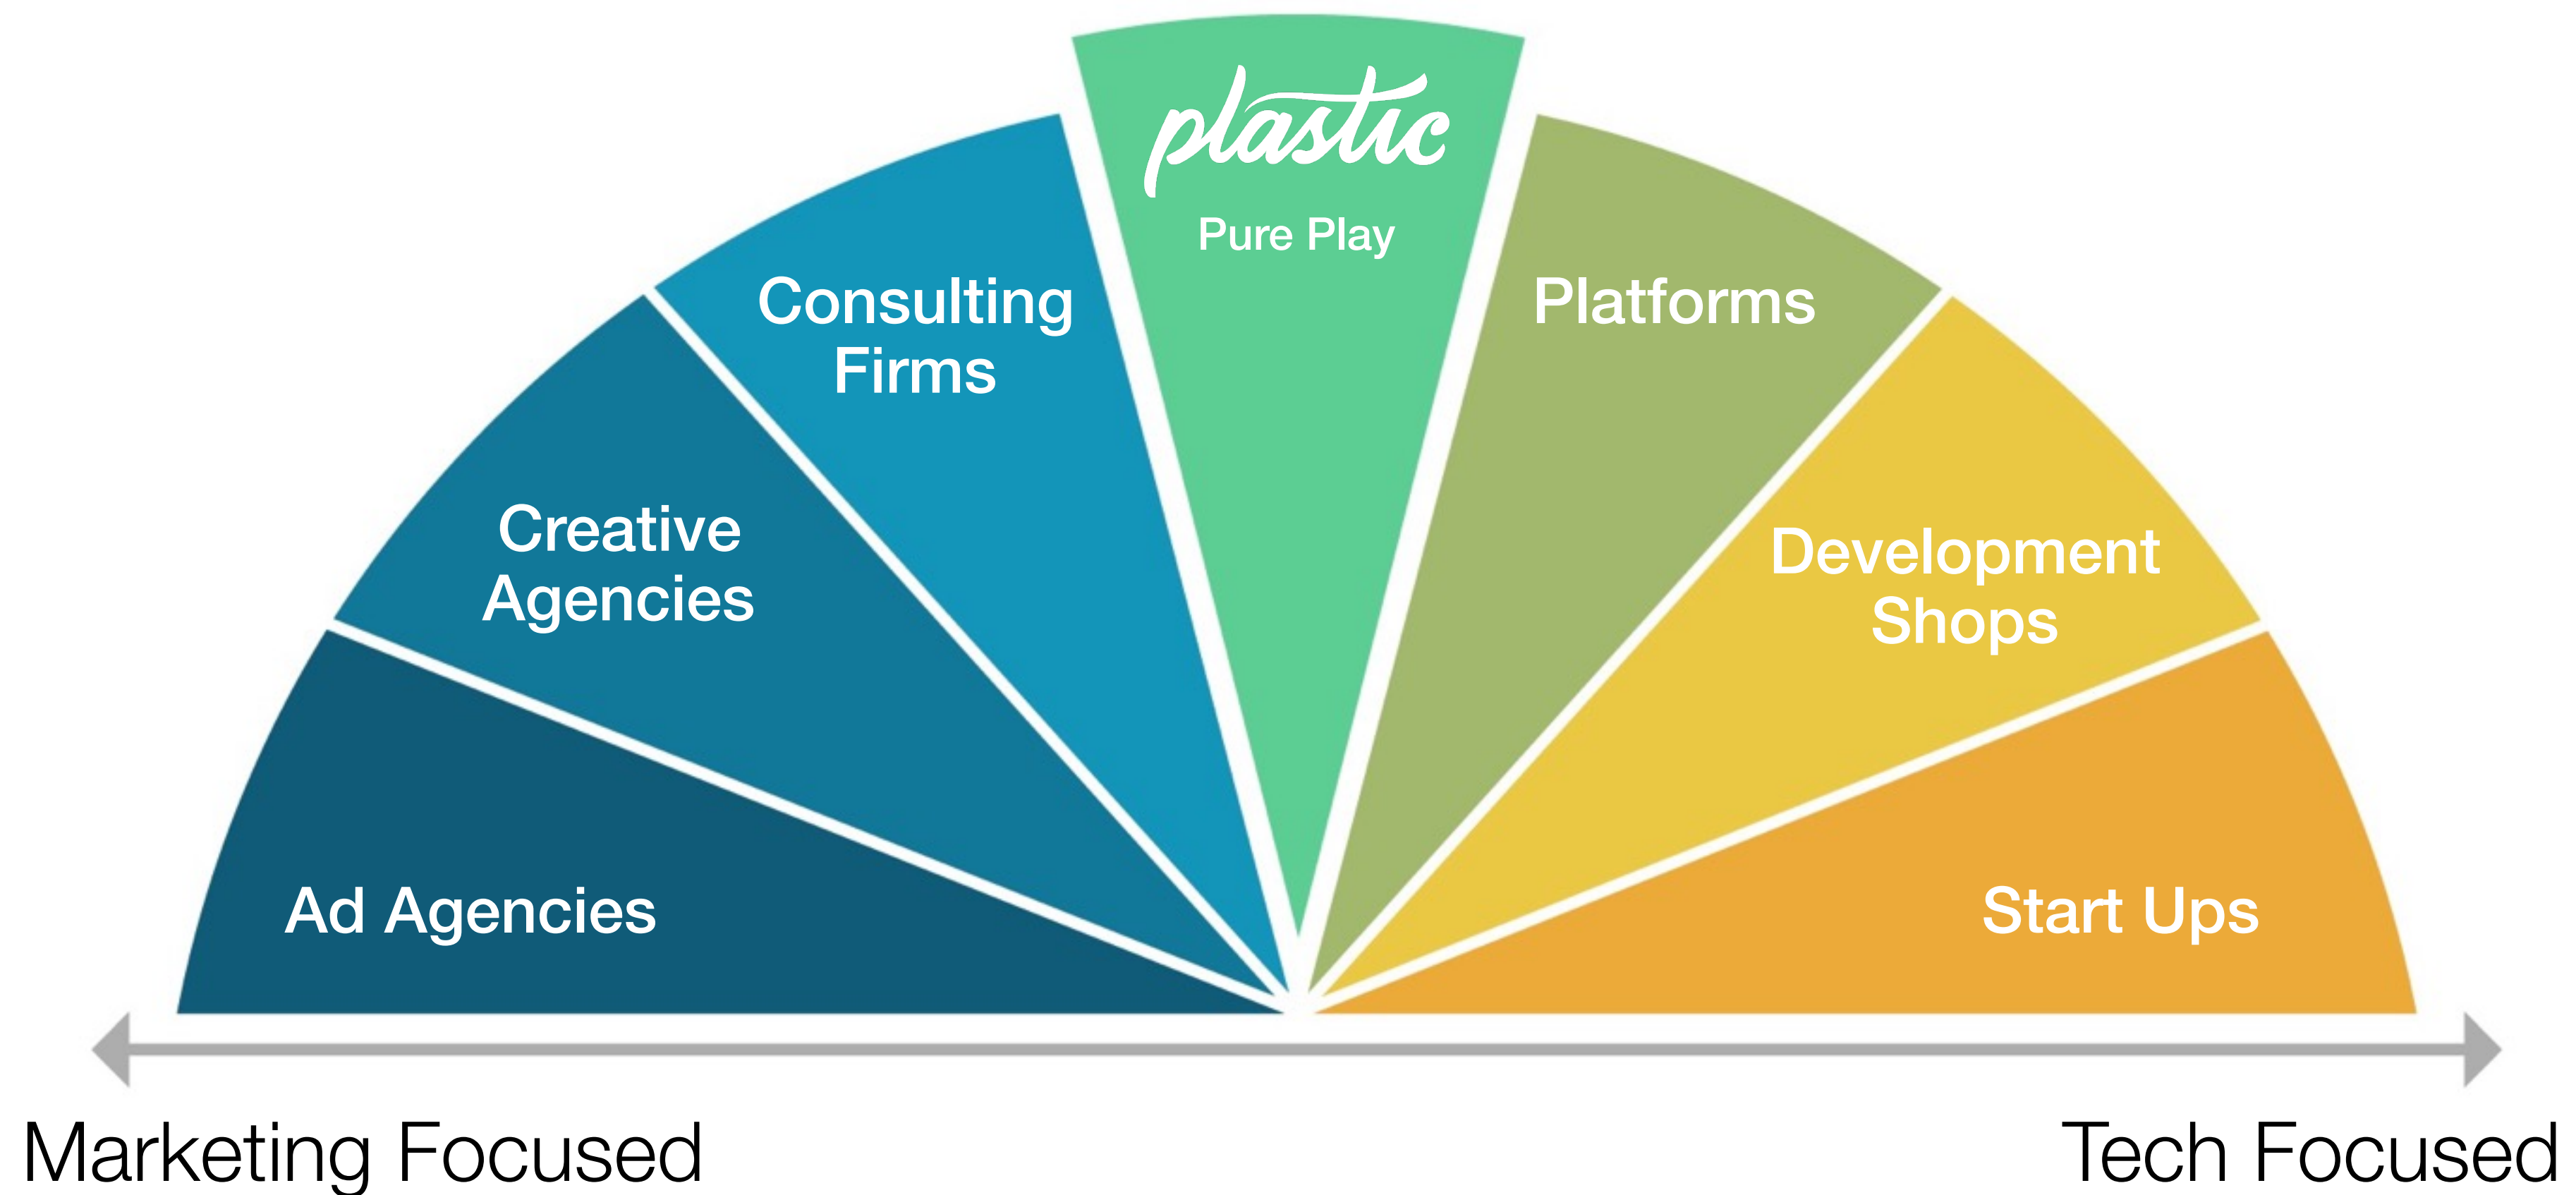 plastic
Pure Play
Consulting
Firms
Platforms
Creative
Agencies
Development
Shops
Ad Agencies
Start Ups
Marketing Focused
Tech Focused